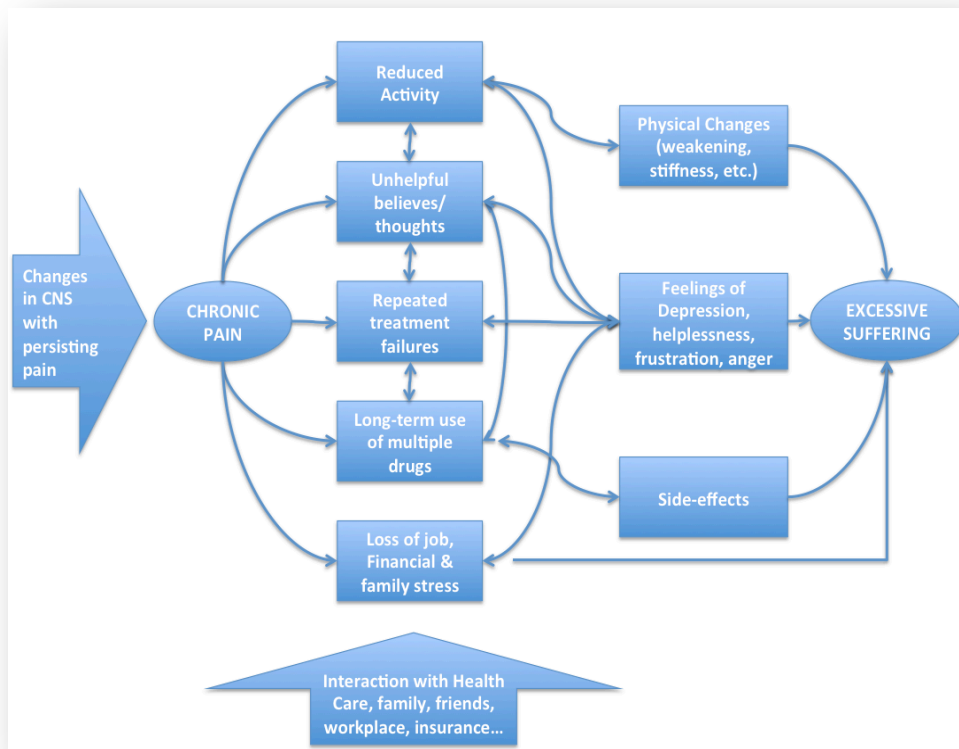 Reduced
Activity
Physical Changes
(weakening,
stiffness, etc.)
Unhelpful
believes/
thoughts
Changes
in CNS
with
persisting
pain
CHRONIC
PAIN
Repeated
treatment
failures
Feelings of
Depression,
helplessness,
frustration, anger
EXCESSIVE
SUFFERING
Long-term use
of multiple
drugs
Side-effects
Loss of job,
Financial &
family stress
Interaction with Health
Care, family, friends,
workplace, insurance...